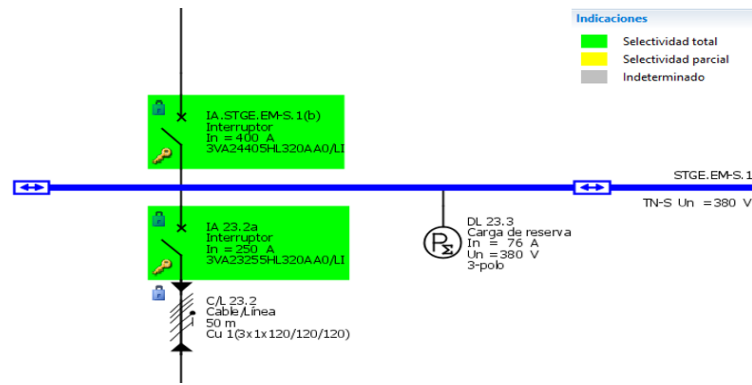 Indicaciones
Selectividad total
Selectividad parcial
Indeterminado
IA.STGE.EM-S.1(b)
Interruptor
In = 400 A
3VA24405HL320AA0/LI
STGE.EM-S.1
TN-S Un = 380 V
IA 23.2a
Interruptor
In = 250 A
3VA23255HL320AA0/LI
DL 23.3
Carga de reserva
In = 76 A
Un = 380 V
3-polo
PΣ
C/L 23.2
Cable/Línea
50 m
Cu 1(3x1x120/120/120)